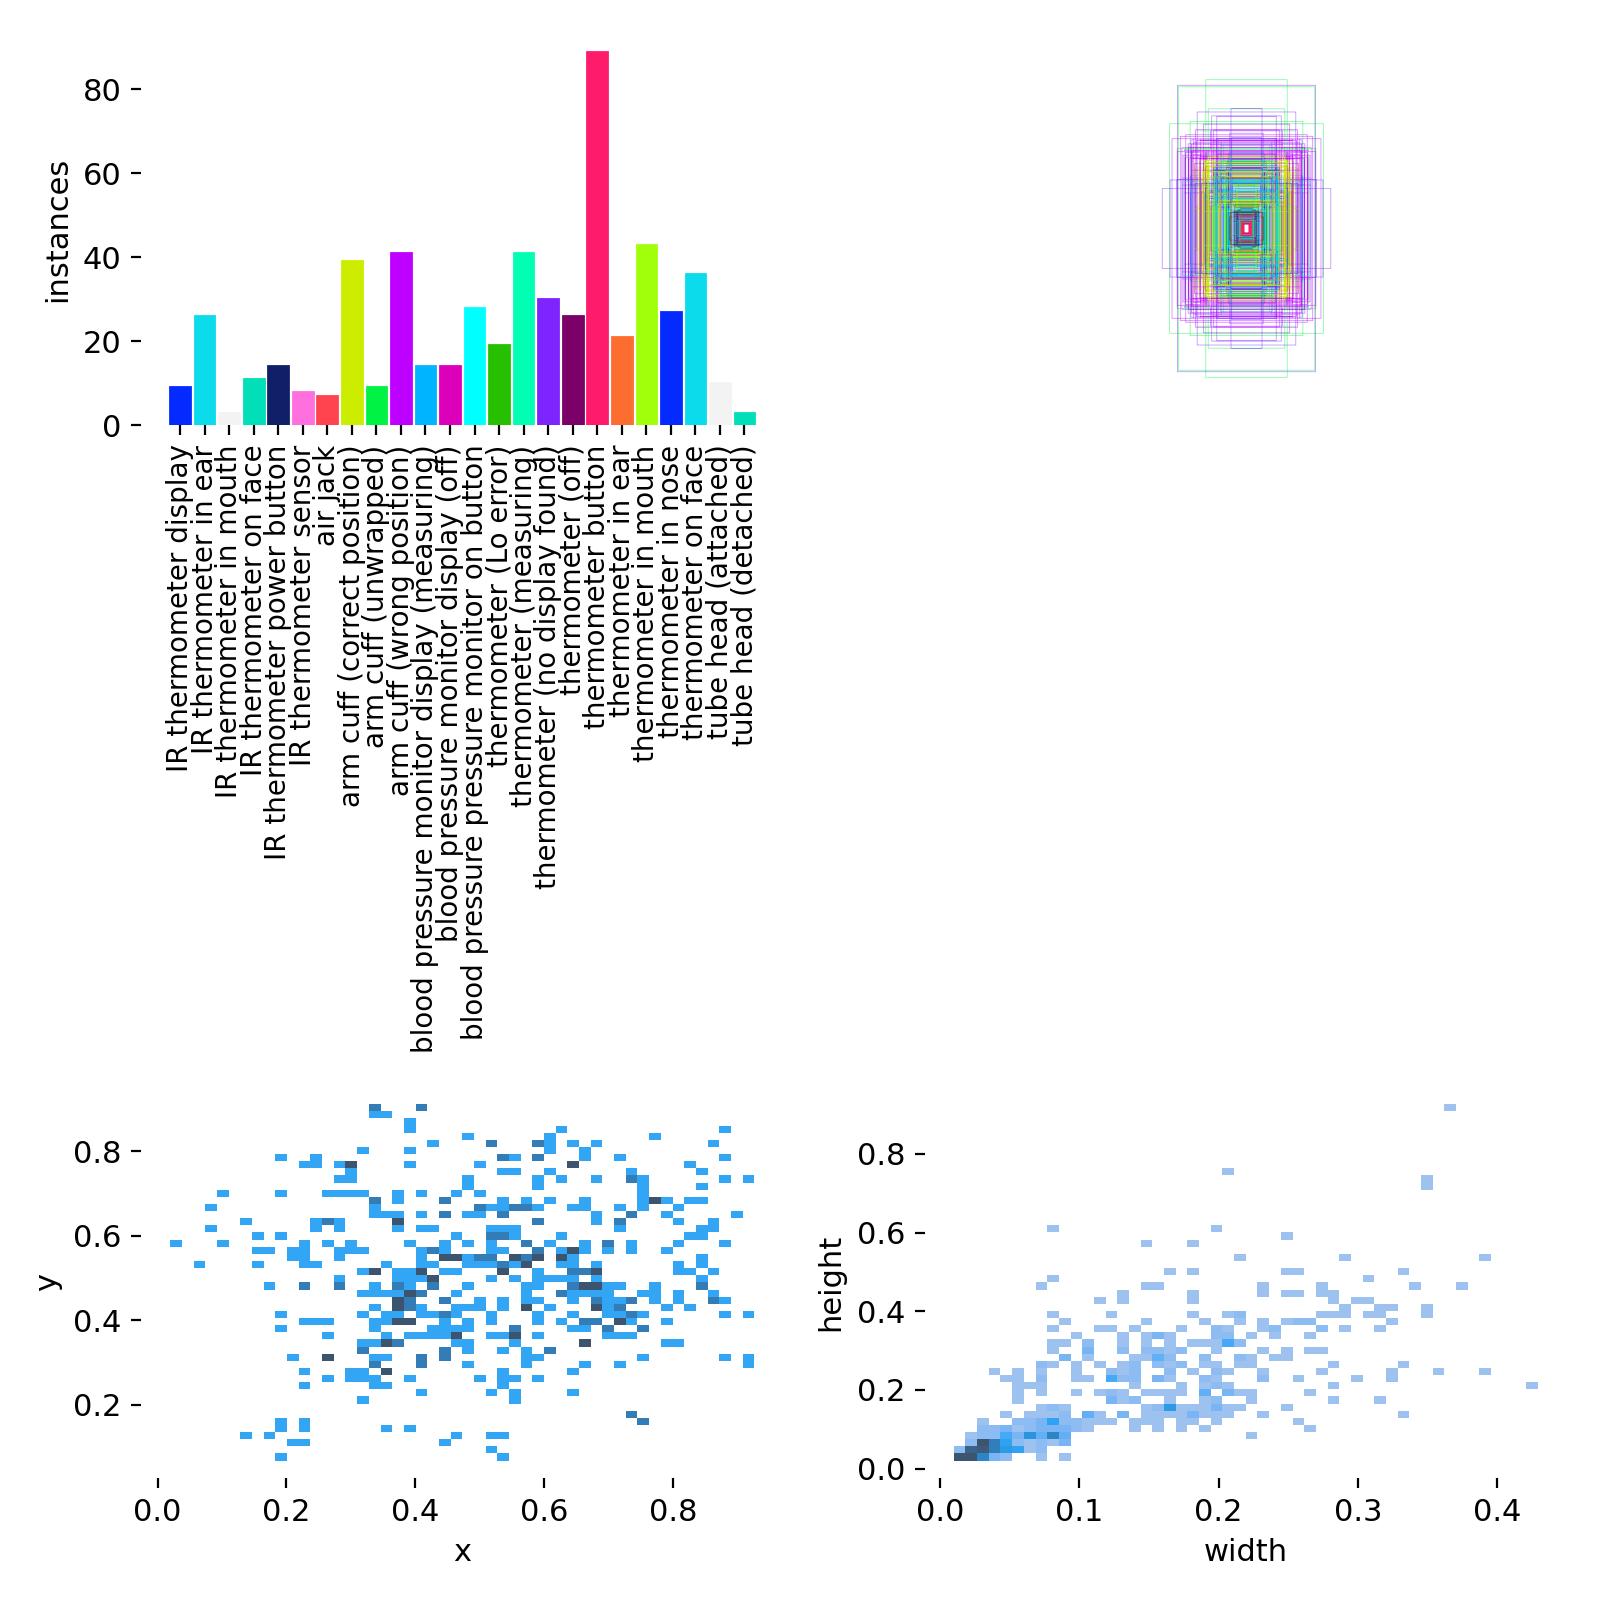 instances
80
60
40
20
0
IR thermometer display
IR thermometer in ear
IR thermometer in mouth
IR thermometer on face
IR thermometer power button
IR thermometer sensor
air jack
arm cuff (correct position)
arm cuff (unwrapped)
arm cuff (wrong position)
blood pressure monitor display (measuring)
blood pressure monitor display (off)
blood pressure monitor on button
thermometer (Lo error)
thermometer (measuring)
thermometer (no display found)
thermometer (off)
thermometer button
thermometer in ear
thermometer in mouth
thermometer in nose
thermometer on face
tube head (attached)
tube head (detached)
y
0.8
0.6
0.4
0.2
0.0 0.2 0.4 0.6 0.8
x
height
0.8
0.6
0.4
0.2
0.0
0.0 0.1 0.2 0.3 0.4
width